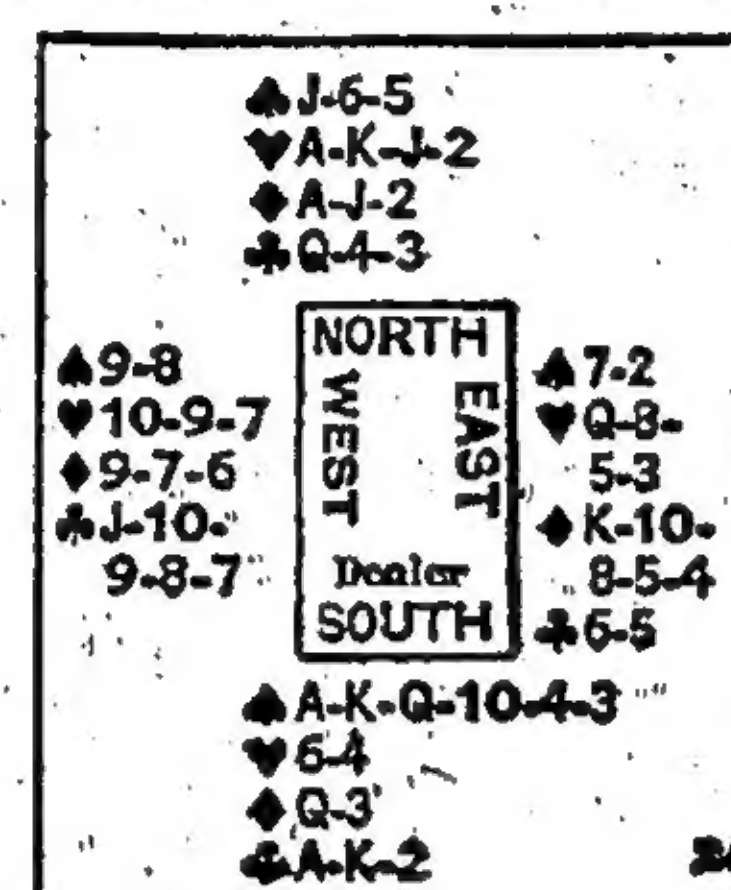 ♠J-6-5
♥A-K-J-2
♦A-J-2
♣Q-4-3
NORTH
♠9-8
♥10-9-7
♦9-7-6
♣J-10-
9-8-7
WEST
EAST
♠7-2
♥Q-8-
5-3
♦K-10-
8-5-4
♣6-5
Dealer
SOUTH
♠A-K-Q-10-4-3
♥6-4
♦Q-3
♣A-K-2